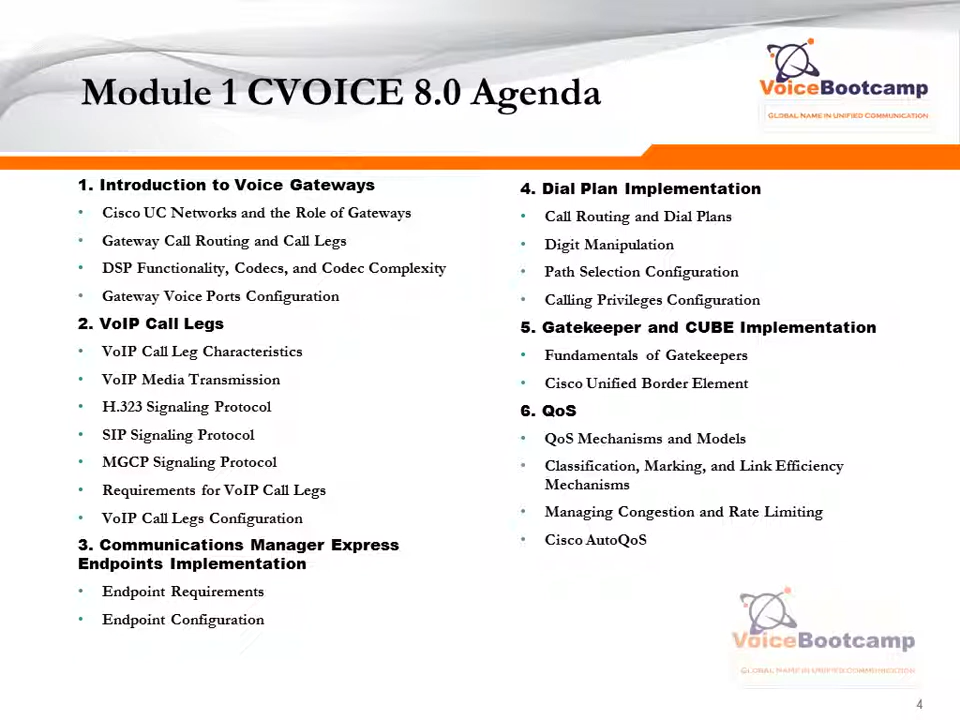 Module 1 CVOICE 8.0 Agenda
VoiceBootcamp
GLOBAL NAME IN UNIFIED COMMUNICATION
1. Introduction to Voice Gateways
• Cisco UC Networks and the Role of Gateways
• Gateway Call Routing and Call Legs
• DSP Functionality, Codecs, and Codec Complexity
• Gateway Voice Ports Configuration
2. VoIP Call Legs
• VoIP Call Leg Characteristics
• VoIP Media Transmission
• H.323 Signaling Protocol
• SIP Signaling Protocol
• MGCP Signaling Protocol
• Requirements for VoIP Call Legs
• VoIP Call Legs Configuration
3. Communications Manager Express
Endpoints Implementation
• Endpoint Requirements
• Endpoint Configuration
4. Dial Plan Implementation
• Call Routing and Dial Plans
• Digit Manipulation
• Path Selection Configuration
• Calling Privileges Configuration
5. Gatekeeper and CUBE Implementation
• Fundamentals of Gatekeepers
• Cisco Unified Border Element
6. QoS
• QoS Mechanisms and Models
• Classification, Marking, and Link Efficiency
Mechanisms
• Managing Congestion and Rate Limiting
• Cisco AutoQoS
VoiceBootcamp
GLOBAL NAME IN UNIFIED COMMUNICATION
4